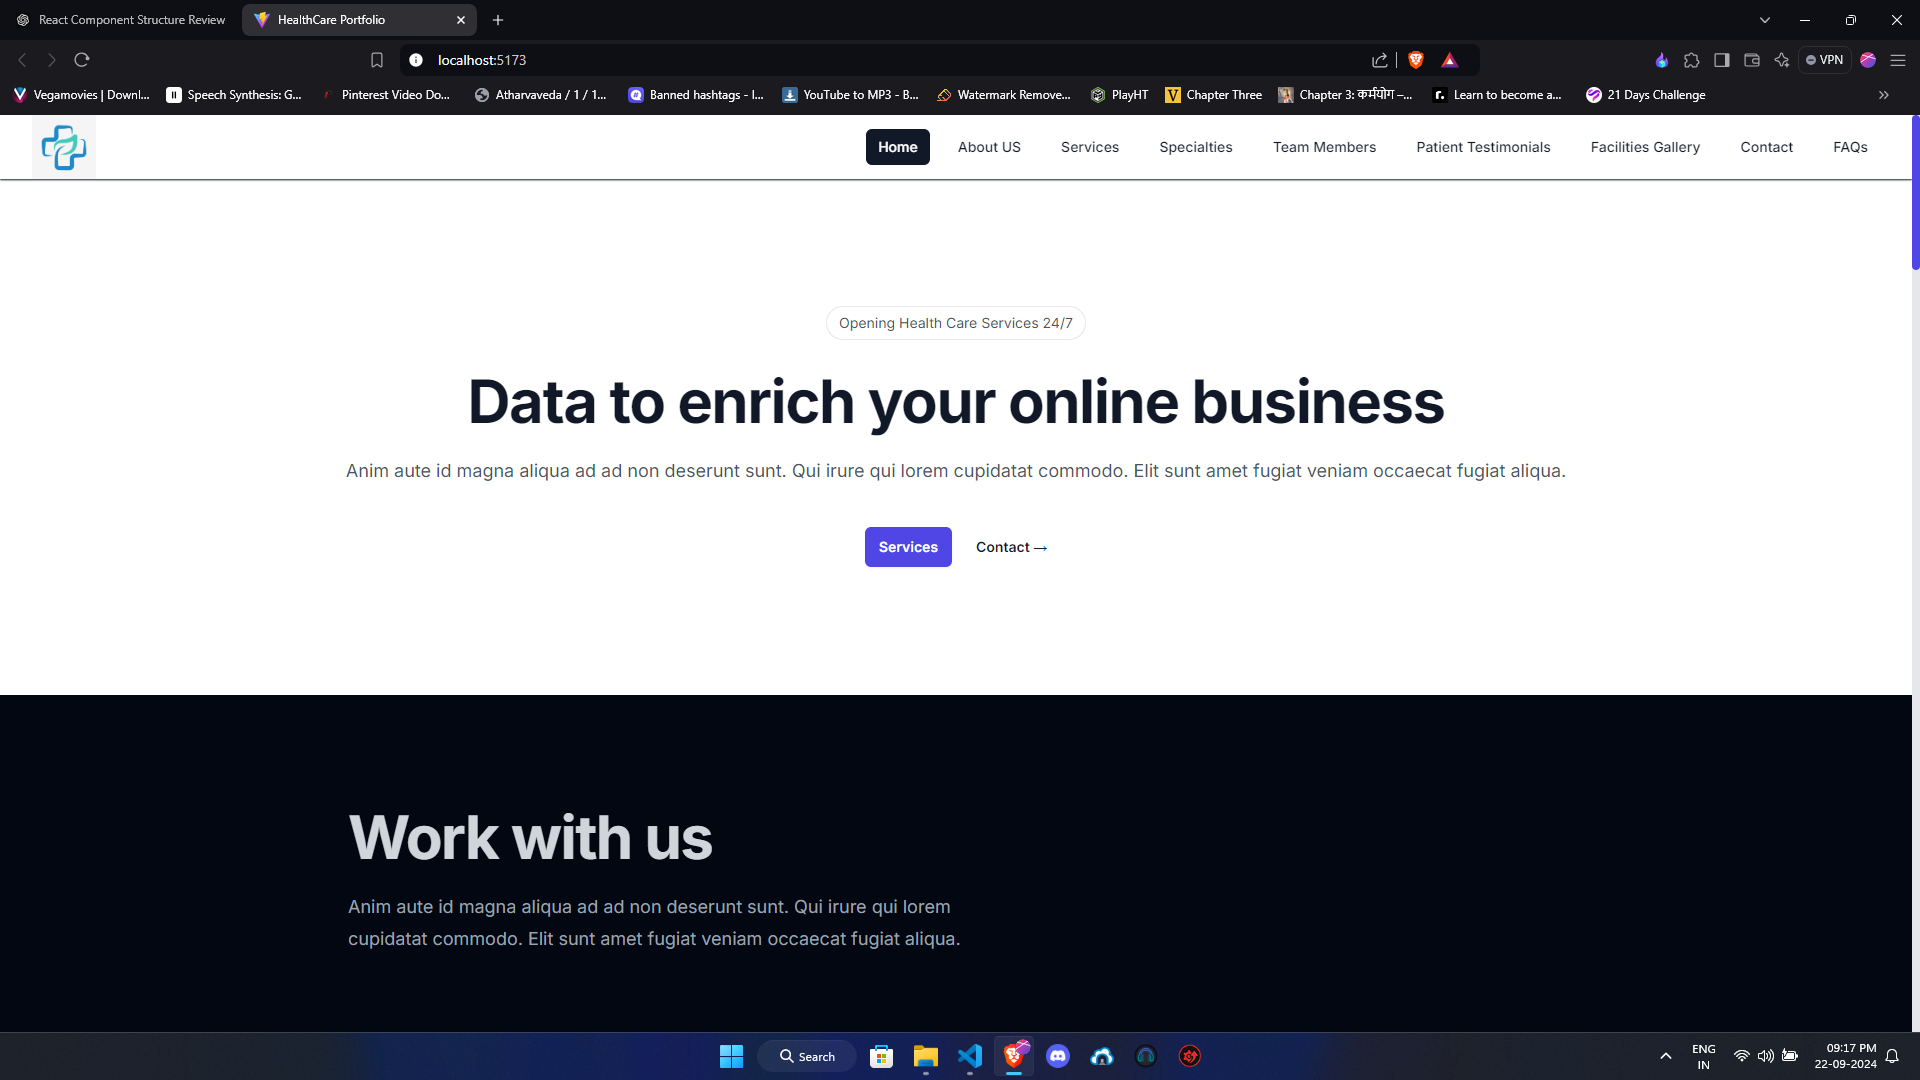 React Component Structure Review
HealthCare Portfolio
localhost:5173
VPN
Vegamovies | Downl...
Speech Synthesis: G...
Pinterest Video Do...
Atharvaveda / 1 / 1...
Banned hashtags - I...
YouTube to MP3 - B...
Watermark Remove...
PlayHT
Chapter Three
Chapter 3: कर्मयोग –...
Learn to become a...
21 Days Challenge
Home
About US
Services
Specialties
Team Members
Patient Testimonials
Facilities Gallery
Contact
FAQs
Opening Health Care Services 24/7
Data to enrich your online business
Anim aute id magna aliqua ad ad non deserunt sunt. Qui irure qui lorem cupidatat commodo. Elit sunt amet fugiat veniam occaecat fugiat aliqua.
Services
Contact →
Work with us
Anim aute id magna aliqua ad ad non deserunt sunt. Qui irure qui lorem
cupidatat commodo. Elit sunt amet fugiat veniam occaecat fugiat aliqua.
Search
ENG
IN
09:17 PM
22-09-2024